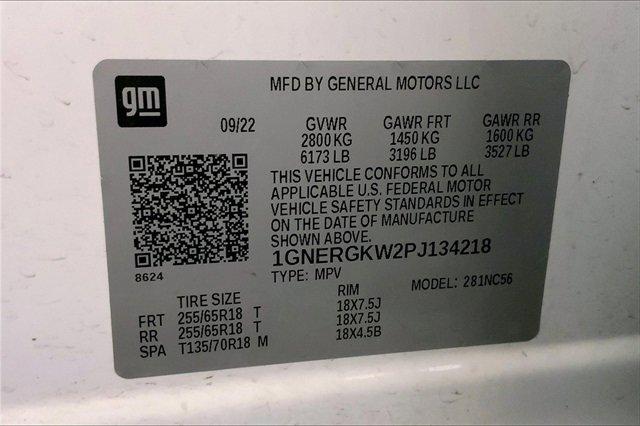 gm
MFD BY GENERAL MOTORS LLC
09/22 GVWR GAWR FRT GAWR RR
2800 KG 1450 KG 1600 KG
6173 LB 3196 LB 3527 LB
THIS VEHICLE CONFORMS TO ALL
APPLICABLE U.S. FEDERAL MOTOR
VEHICLE SAFETY STANDARDS IN EFFECT
ON THE DATE OF MANUFACTURE
SHOWN ABOVE.
1GNERGKW2PJ134218
8624
TYPE: MPV MODEL: 281NC56
TIRE SIZE RIM
FRT 255/65R18 T 18X7.5J
RR 255/65R18 T 18X7.5J
SPA T135/70R18 M 18X4.5B